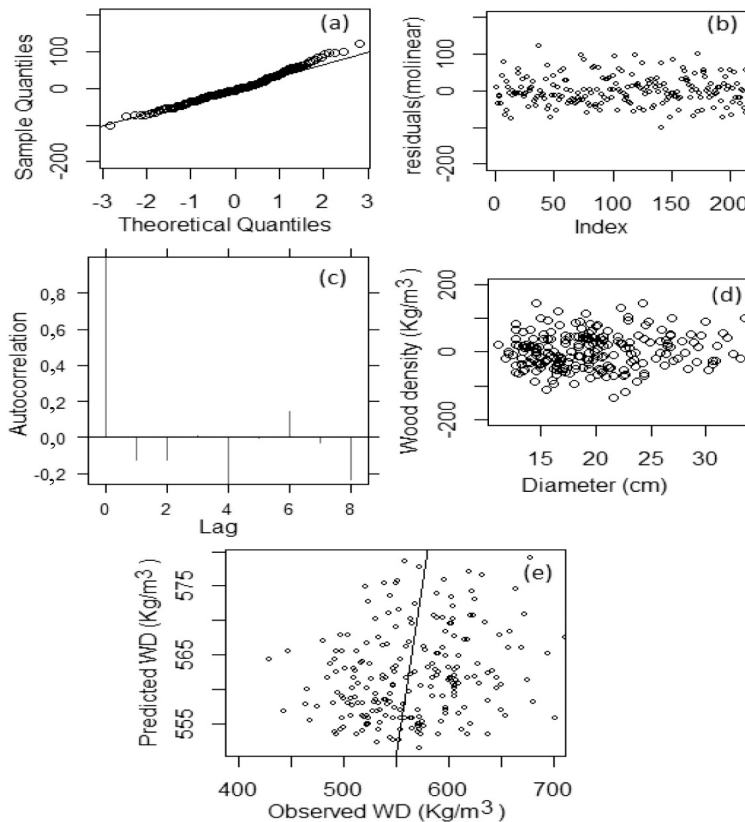 (a)
Sample Quantiles
100
0
-200
-3 -2 -1 0 1 2 3
Theoretical Quantiles
(b)
residuals(molinear)
200
100
0
-200
0 50 100 150 200
Index
(c)
Autocorrelation
0,8
0,6
0,4
0,2
0,0
-0,2
0 2 4 6 8
Lag
(d)
Wood density (Kg/m³)
200
0
-200
15 20 25 30
Diameter (cm)
(e)
Predicted WD (Kg/m³)
575
565
555
400 500 600 700
Observed WD (Kg/m³)